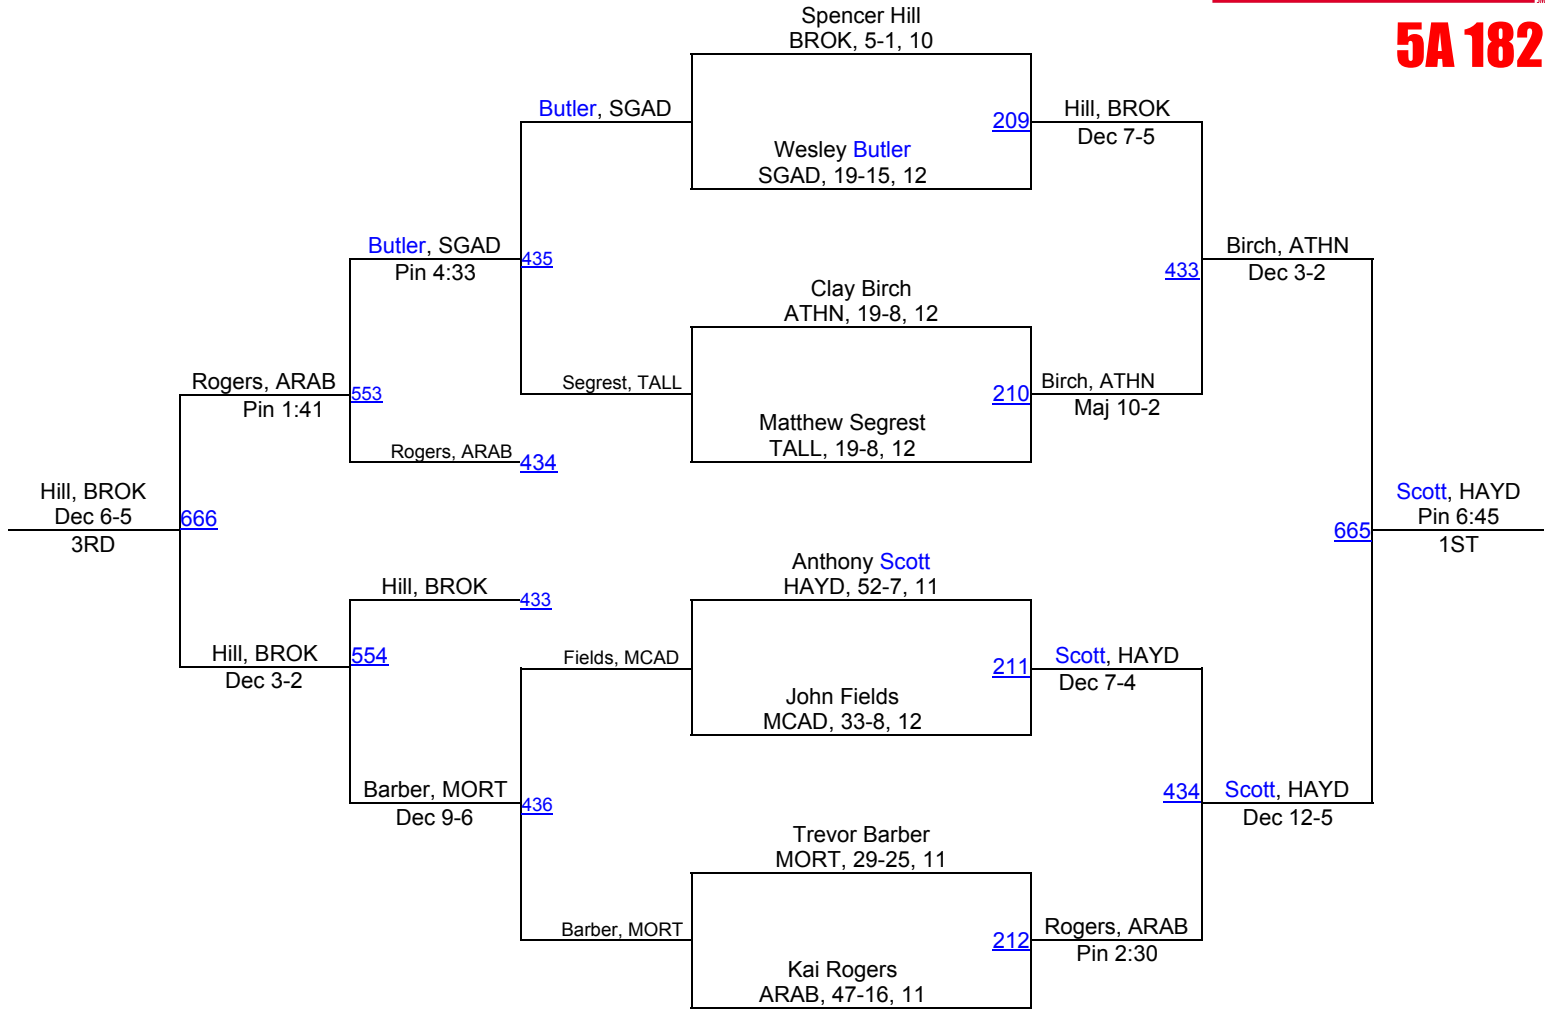 5A 182
Spencer Hill
BROK, 5-1, 10
Butler, SGAD
209
Hill, BROK
Dec 7-5
Wesley Butler
SGAD, 19-15, 12
Butler, SGAD
Pin 4:33
435
433
Birch, ATHN
Dec 3-2
Clay Birch
ATHN, 19-8, 12
Rogers, ARAB
Pin 1:41
553
Segrest, TALL
210
Birch, ATHN
Maj 10-2
Matthew Segrest
TALL, 19-8, 12
Rogers, ARAB
434
Hill, BROK
Dec 6-5
3RD
666
665
Scott, HAYD
Pin 6:45
1ST
Anthony Scott
HAYD, 52-7, 11
Hill, BROK
433
Hill, BROK
Dec 3-2
554
Fields, MCAD
211
Scott, HAYD
Dec 7-4
John Fields
MCAD, 33-8, 12
Barber, MORT
Dec 9-6
436
434
Scott, HAYD
Dec 12-5
Trevor Barber
MORT, 29-25, 11
Barber, MORT
212
Rogers, ARAB
Pin 2:30
Kai Rogers
ARAB, 47-16, 11